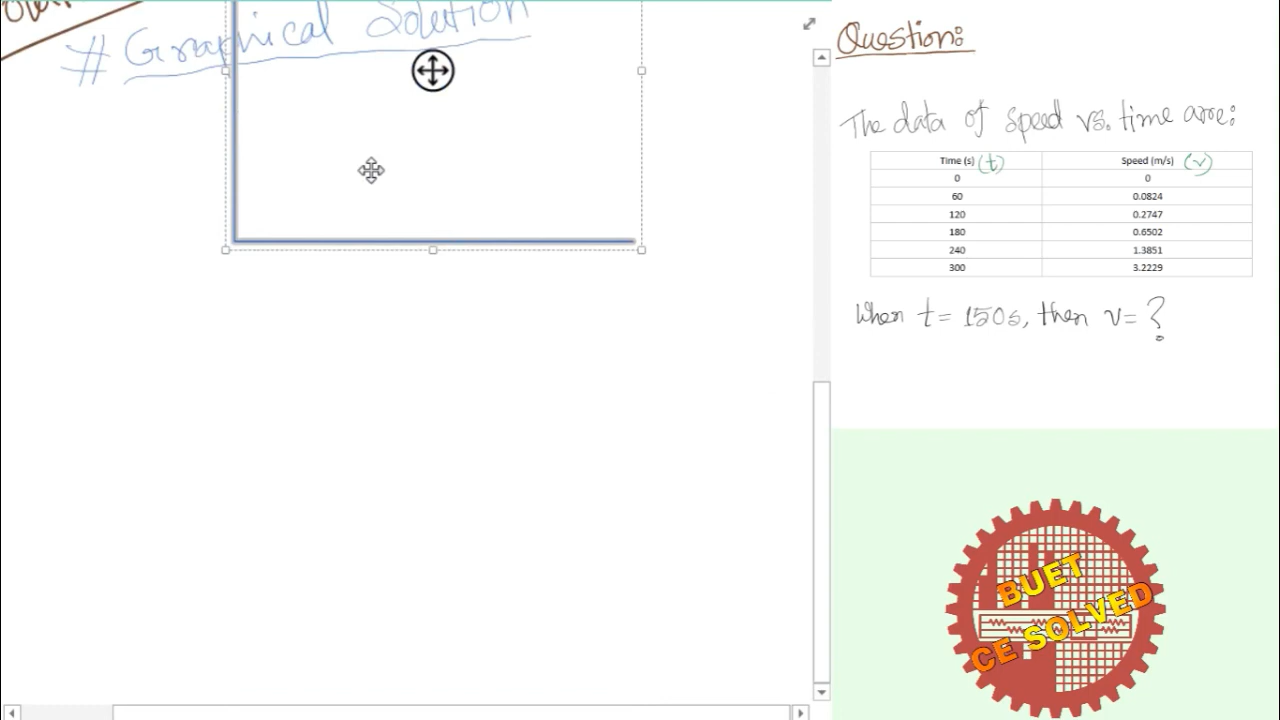 # Graphical Solution
Question:
The data of speed vs. time are:
Time (s) (t) Speed (m/s) (v)
0 0
60 0.0824
120 0.2747
180 0.6502
240 1.3851
300 3.2229
When t = 150s, then v = ?
BUET
CE SOLVED